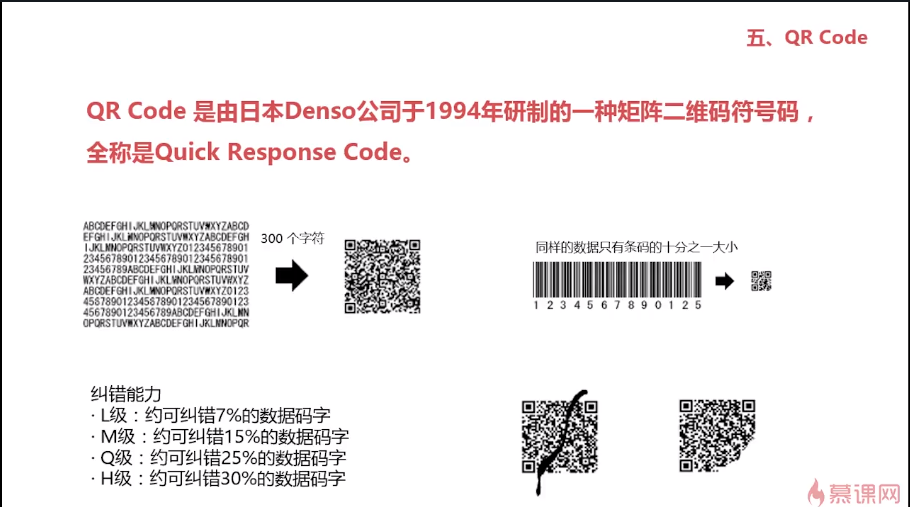 五、QR Code
QR Code 是由日本Denso公司于1994年研制的一种矩阵二维码符号码，
全称是Quick Response Code。
ABCDEFGHIJKLMNOPQRSTUVWXYZABCD
EFGHIJKLMNOPQRSTUVWXYZABCDEFGH
IJKLMNOPQRSTUVWXYZ012345678901
234567890123456789012345678901
23456789ABCDEFGHIJKLMNOPQRSTUV
WXYZABCDEFGHIJKLMNOPQRSTUVWXYZ
ABCDEFGHIJKLMNOPQRSTUVWXYZ0123
456789012345678901234567890123
4567890123456789ABCDEFGHIJKLMN
OPQRSTUVWXYZABCDEFGHIJKLMNOPQR
300 个字符
同样的数据只有条码的十分之一大小
1 2 3 4 5 6 7 8 9 0 1 2 5
纠错能力
· L级：约可纠错7%的数据码字
· M级：约可纠错15%的数据码字
· Q级：约可纠错25%的数据码字
· H级：约可纠错30%的数据码字
慕课网